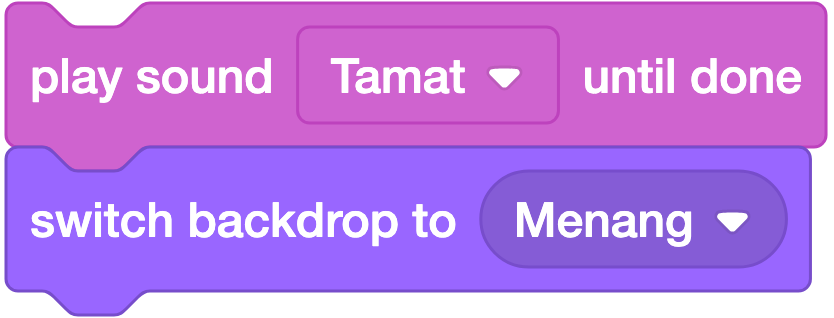 play sound Tamat until done
switch backdrop to Menang